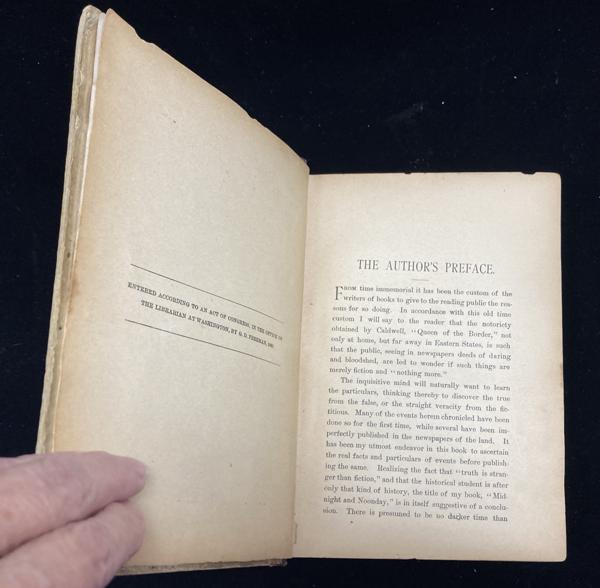 ENTERED ACCORDING TO AN ACT OF CONGRESS, IN THE OFFICE OF
THE LIBRARIAN AT WASHINGTON, BY G. D. FREEMAN,
THE AUTHOR'S PREFACE.
FROM time immemorial it has been the custom of the
writers of books to give to the reading public the rea-
sons for so doing. In accordance with this old time
custom I will say to the reader that the notoriety
obtained by Caldwell, "Queen of the Border," not
only at home, but far away in Eastern States, is such
that the public, seeing in newspapers deeds of daring
and bloodshed, are led to wonder if such things are
merely fiction and "nothing more."
The inquisitive mind will naturally want to learn
the particulars, thinking thereby to discover the true
from the false, or the straight veracity from the fic-
titious. Many of the events herein chronicled have been
done so for the first time, while several have been im-
perfectly published in the newspapers of the land. It
has been my utmost endeavor in this book to ascertain
the real facts and particulars of events before publish-
ing the same. Realizing the fact that "truth is stran-
ger than fiction," and that the historical student is after
only that kind of history, the title of my book, "Mid-
night and Noonday," is in itself suggestive of a conclu-
sion. There is presumed to be no darker time than